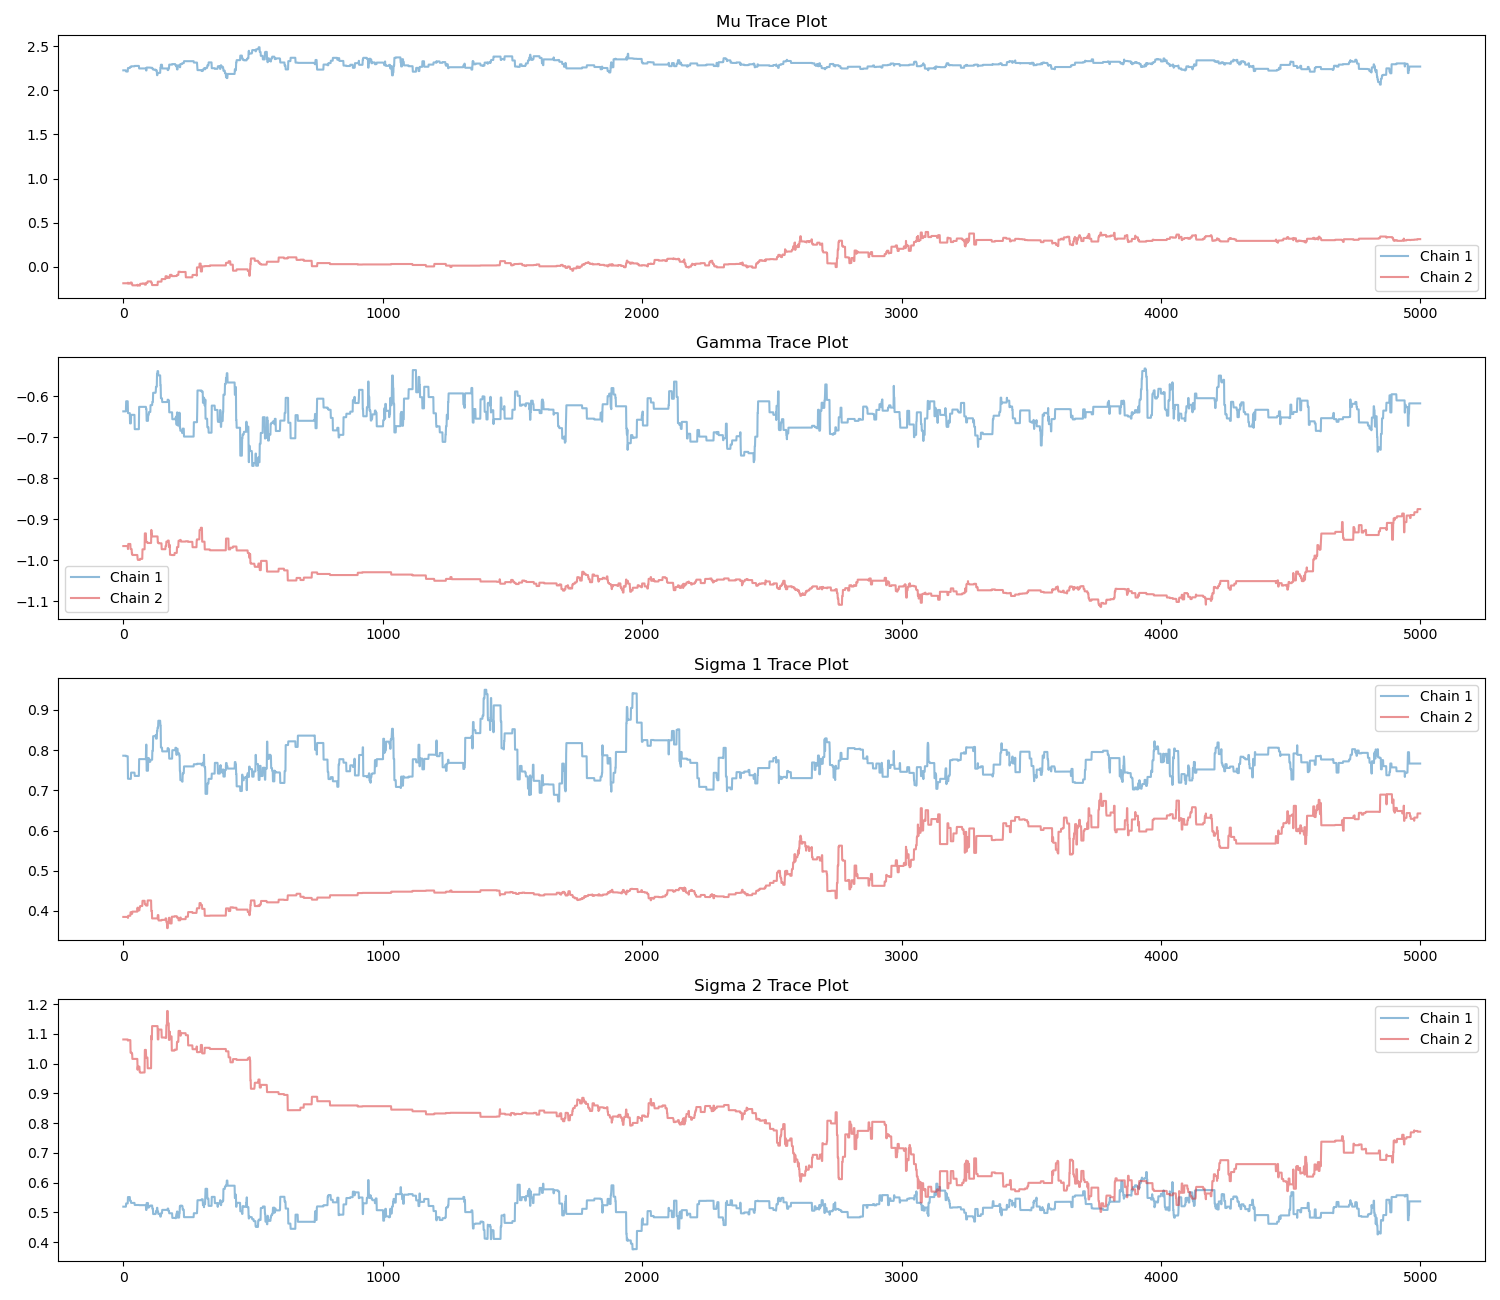 Mu Trace Plot
2.5
2.0
1.5
1.0
0.5
0.0
Chain 1
Chain 2
0 1000 2000 3000 4000 5000
Gamma Trace Plot
−0.6
−0.7
−0.8
−0.9
−1.0
−1.1
Chain 1
Chain 2
0 1000 2000 3000 4000 5000
Sigma 1 Trace Plot
Chain 1
Chain 2
0.9
0.8
0.7
0.6
0.5
0.4
0 1000 2000 3000 4000 5000
Sigma 2 Trace Plot
Chain 1
Chain 2
1.2
1.1
1.0
0.9
0.8
0.7
0.6
0.5
0.4
0 1000 2000 3000 4000 5000